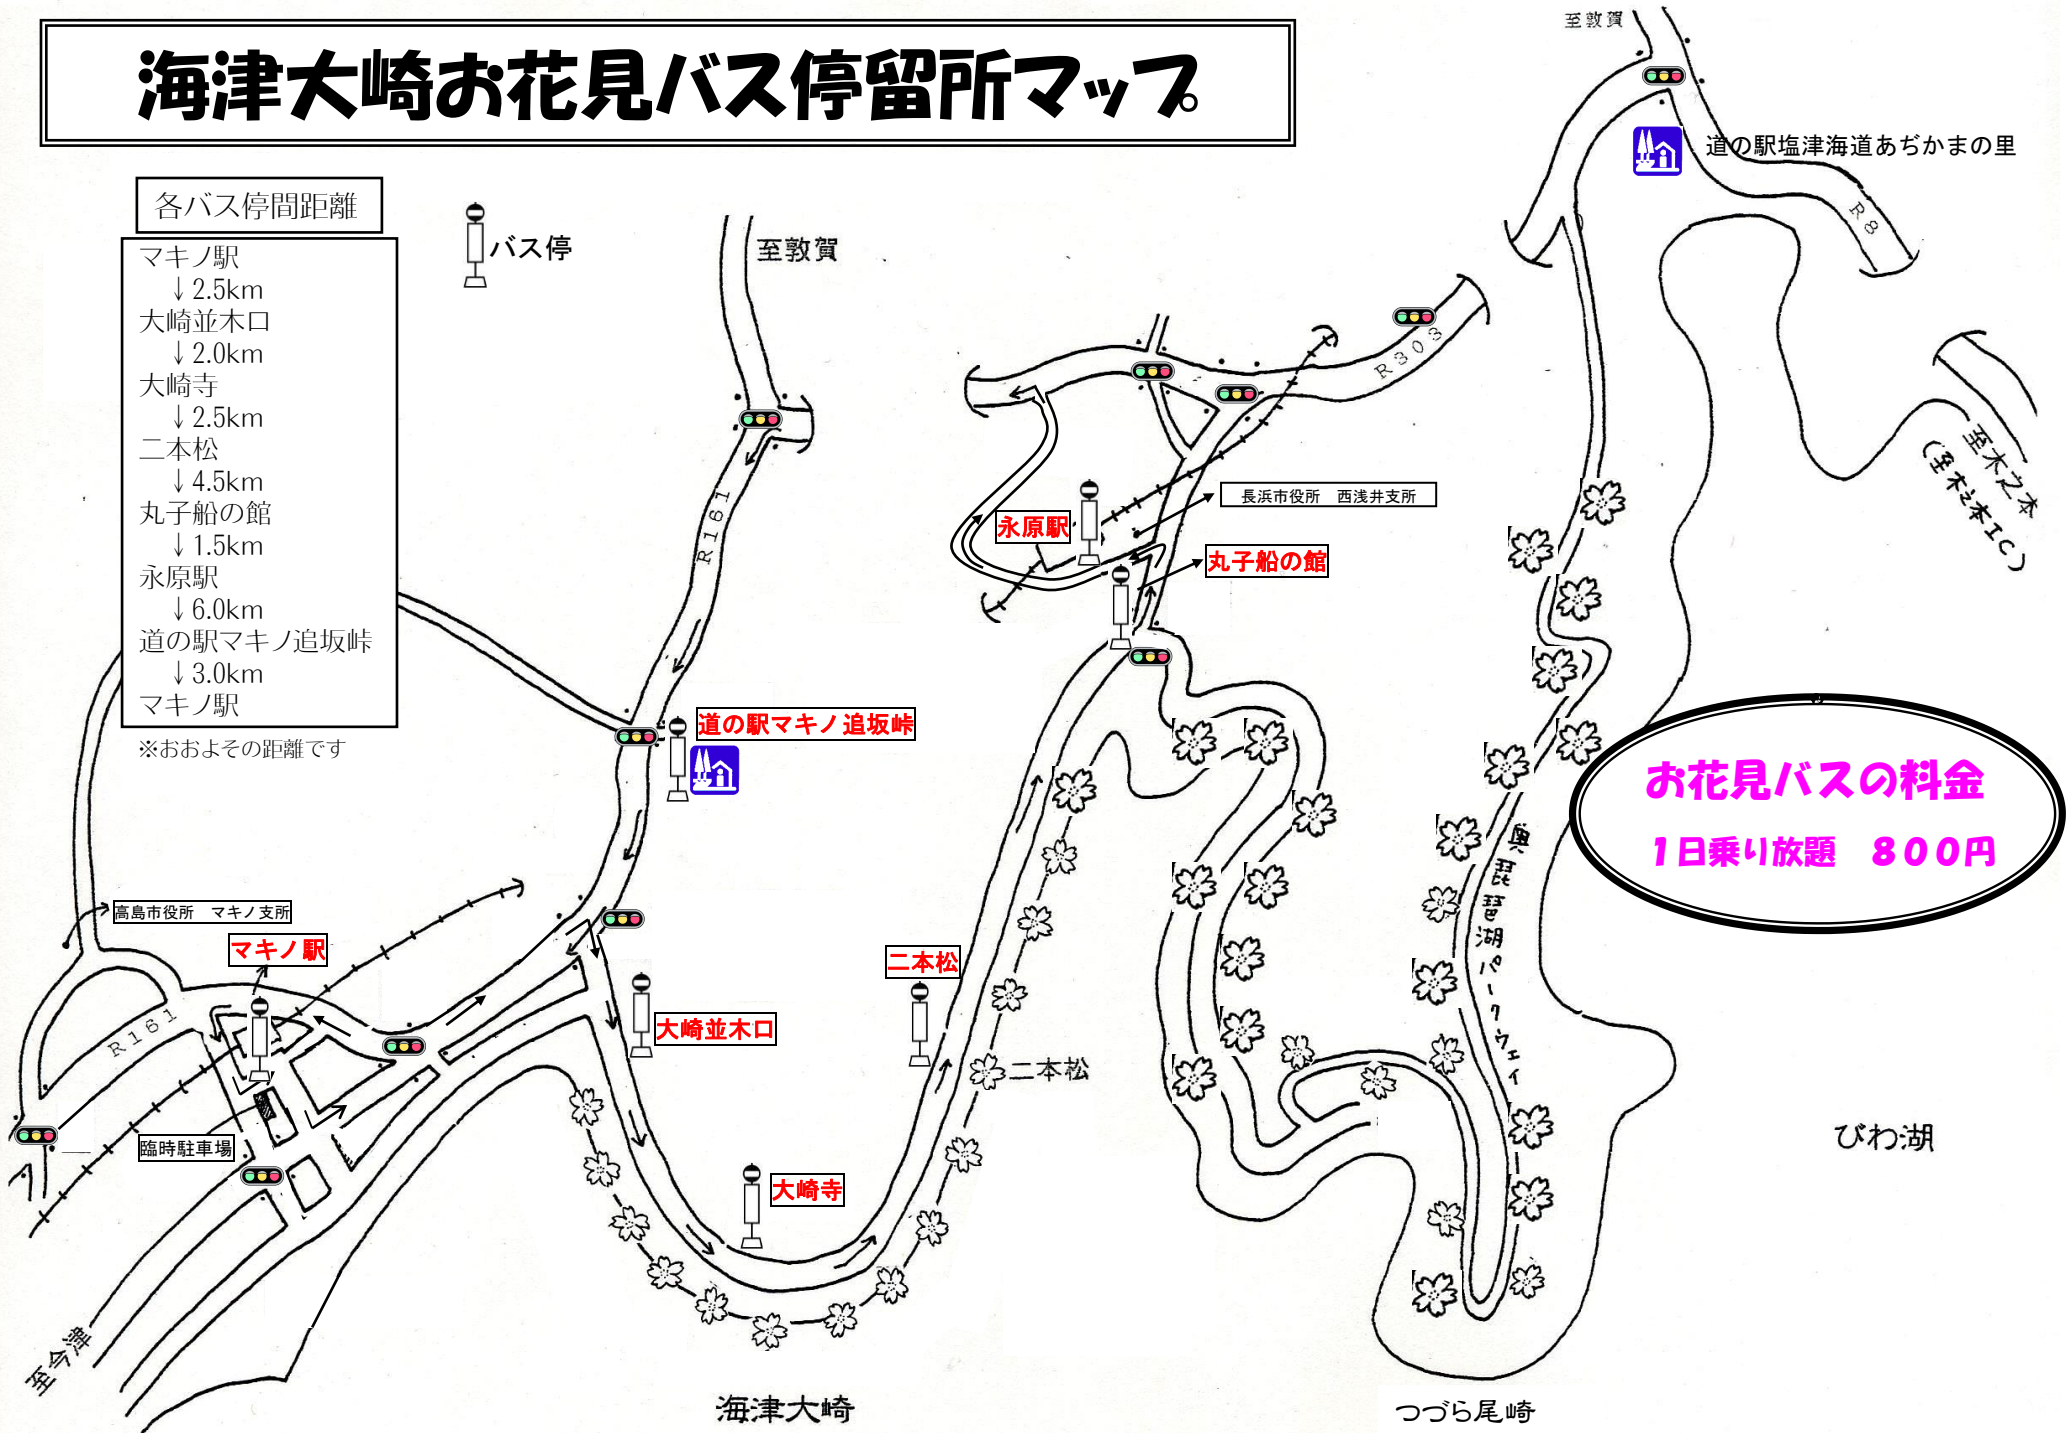 海津大崎お花見バス停留所マップ
至敦賀
道の駅塩津海道あぢかまの里
R8
各バス停間距離
マキノ駅
↓2.5km
大崎並木口
↓2.0km
大崎寺
↓2.5km
二本松
↓4.5km
丸子船の館
↓1.5km
永原駅
↓6.0km
道の駅マキノ追坂峠
↓3.0km
マキノ駅
※おおよその距離です
バス停
至敦賀
R303
至木之本
(至木之本IC)
R161
長浜市役所　西浅井支所
永原駅
丸子船の館
道の駅マキノ追坂峠
お花見バスの料金
1日乗り放題　800円
奥琵琶湖パークウェイ
高島市役所　マキノ支所
マキノ駅
二本松
R161
大崎並木口
二本松
臨時駐車場
大崎寺
びわ湖
至今津
海津大崎
つづら尾崎